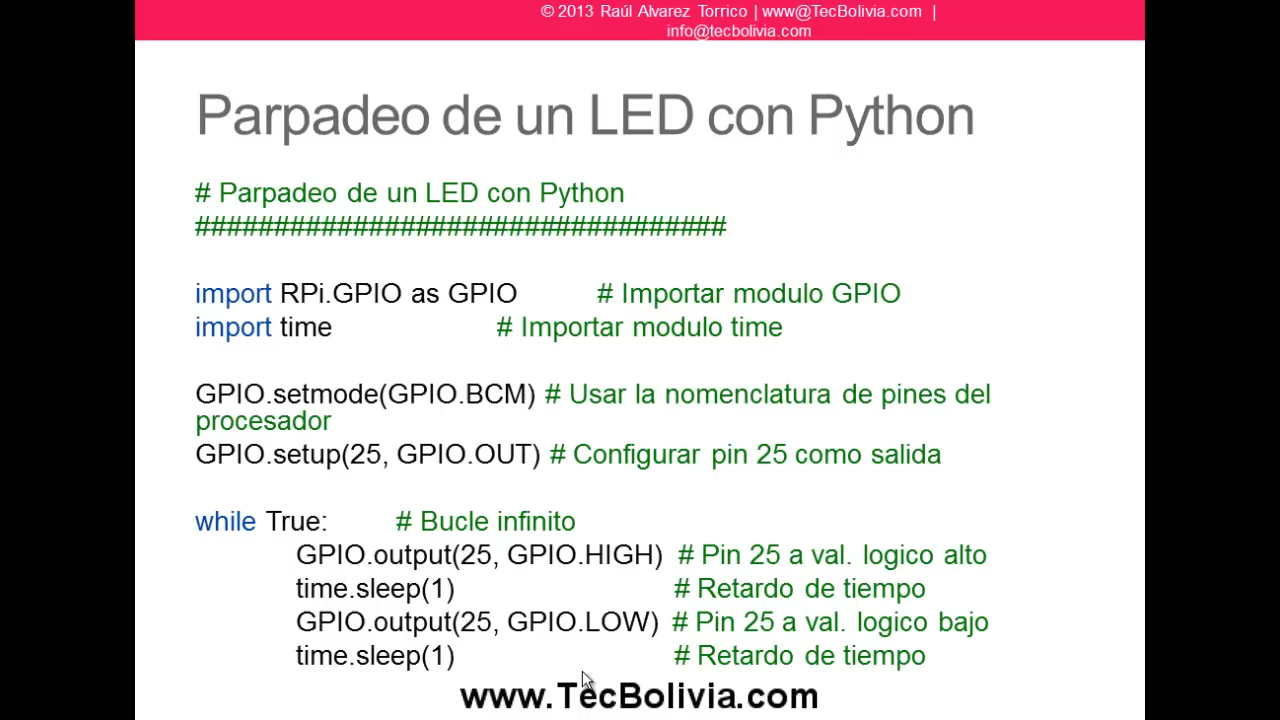 © 2013 Raúl Alvarez Torrico | www@TecBolivia.com |
info@tecbolivia.com
Parpadeo de un LED con Python
# Parpadeo de un LED con Python
##################################
import RPi.GPIO as GPIO # Importar modulo GPIO
import time # Importar modulo time
GPIO.setmode(GPIO.BCM) # Usar la nomenclatura de pines del
procesador
GPIO.setup(25, GPIO.OUT) # Configurar pin 25 como salida
while True: # Bucle infinito
GPIO.output(25, GPIO.HIGH) # Pin 25 a val. logico alto
time.sleep(1) # Retardo de tiempo
GPIO.output(25, GPIO.LOW) # Pin 25 a val. logico bajo
time.sleep(1) # Retardo de tiempo
www.TecBolivia.com